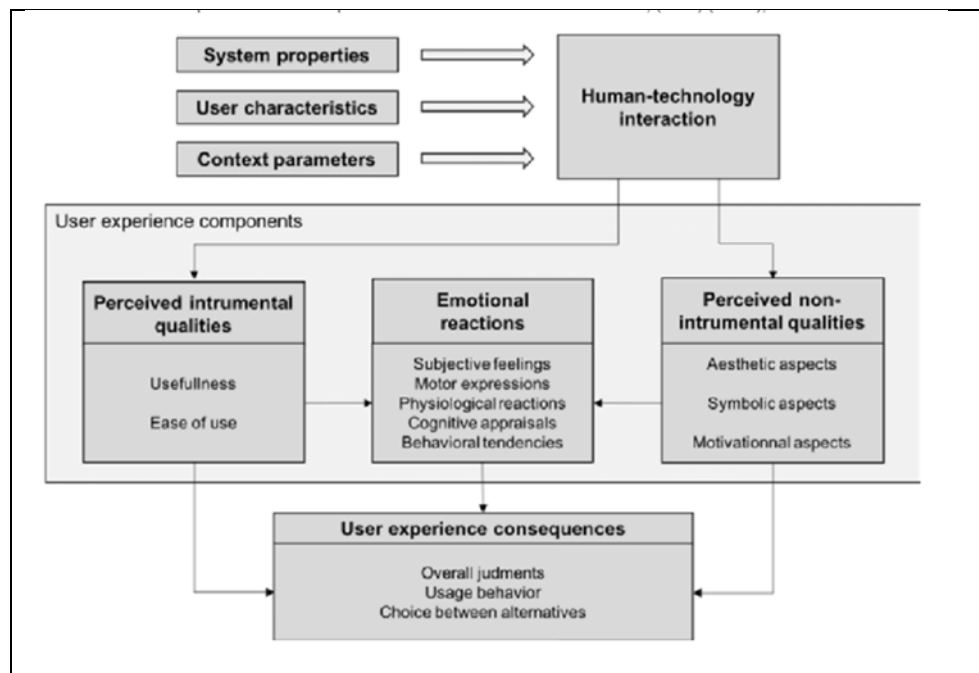 System properties
User characteristics
Context parameters
Human-technology
interaction
User experience components
Perceived intrumental
qualities
Usefullness
Ease of use
Emotional
reactions
Subjective feelings
Motor expressions
Physiological reactions
Cognitive appraisals
Behavioral tendencies
Perceived non-
intrumental qualities
Aesthetic aspects
Symbolic aspects
Motivationnal aspects
User experience consequences
Overall judments
Usage behavior
Choice between alternatives